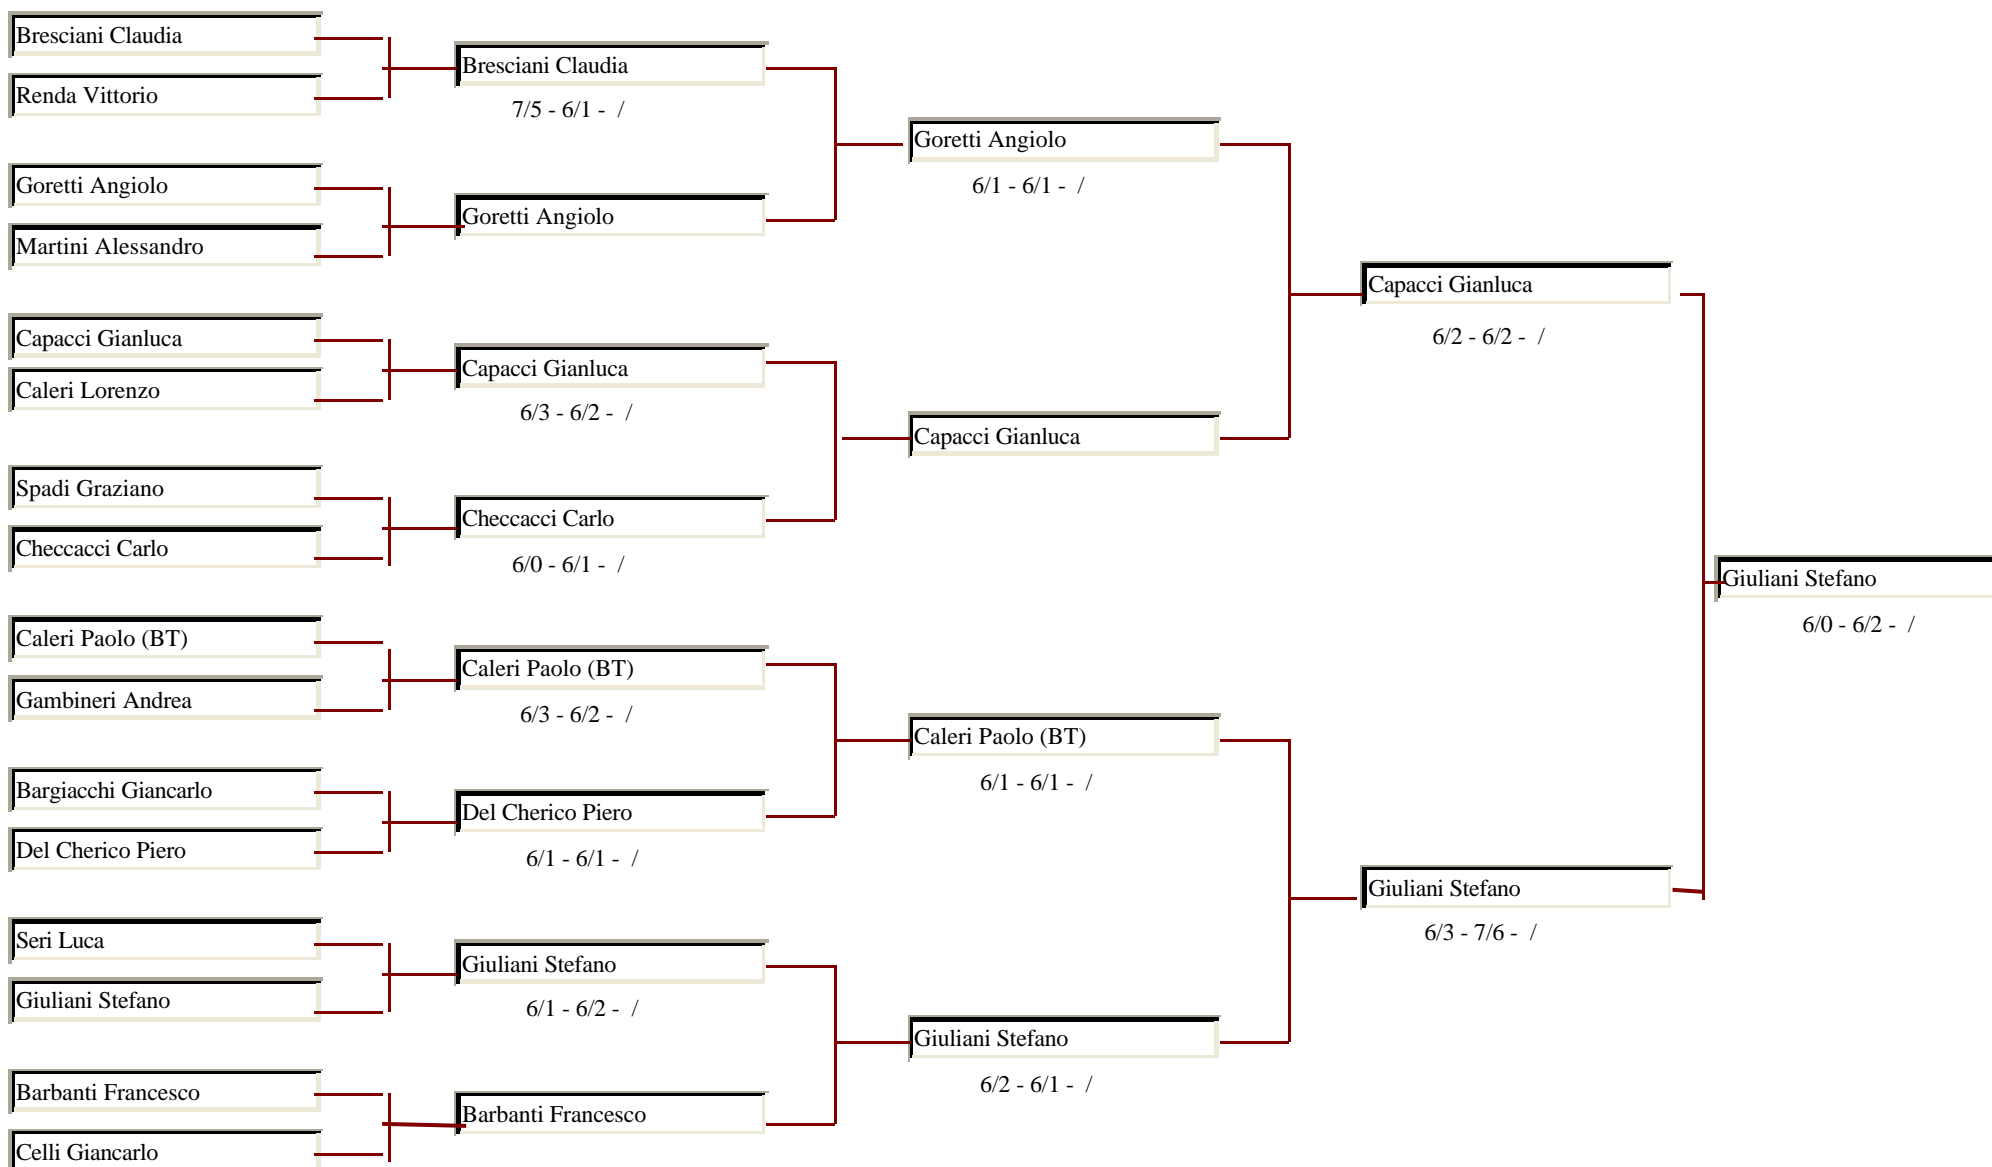 Bresciani Claudia
Renda Vittorio
Goretti Angiolo
Martini Alessandro
Capacci Gianluca
Caleri Lorenzo
Spadi Graziano
Checcacci Carlo
Caleri Paolo (BT)
Gambineri Andrea
Bargiacchi Giancarlo
Del Cherico Piero
Seri Luca
Giuliani Stefano
Barbanti Francesco
Celli Giancarlo
Bresciani Claudia
7/5 - 6/1 - /
Goretti Angiolo
Capacci Gianluca
6/3 - 6/2 - /
Checcacci Carlo
6/0 - 6/1 - /
Caleri Paolo (BT)
6/3 - 6/2 - /
Del Cherico Piero
6/1 - 6/1 - /
Giuliani Stefano
6/1 - 6/2 - /
Barbanti Francesco
Goretti Angiolo
6/1 - 6/1 - /
Capacci Gianluca
Caleri Paolo (BT)
6/1 - 6/1 - /
Giuliani Stefano
6/2 - 6/1 - /
Capacci Gianluca
6/2 - 6/2 - /
Giuliani Stefano
6/3 - 7/6 - /
Giuliani Stefano
6/0 - 6/2 - /